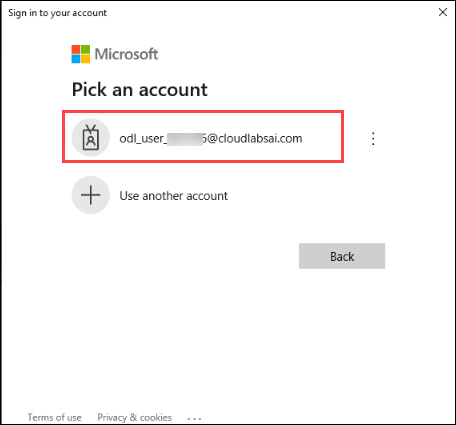 Sign in to your account
Microsoft
Pick an account
odl_user_ 5@cloudlabsai.com
Use another account
Back
Terms of use Privacy & cookies ...